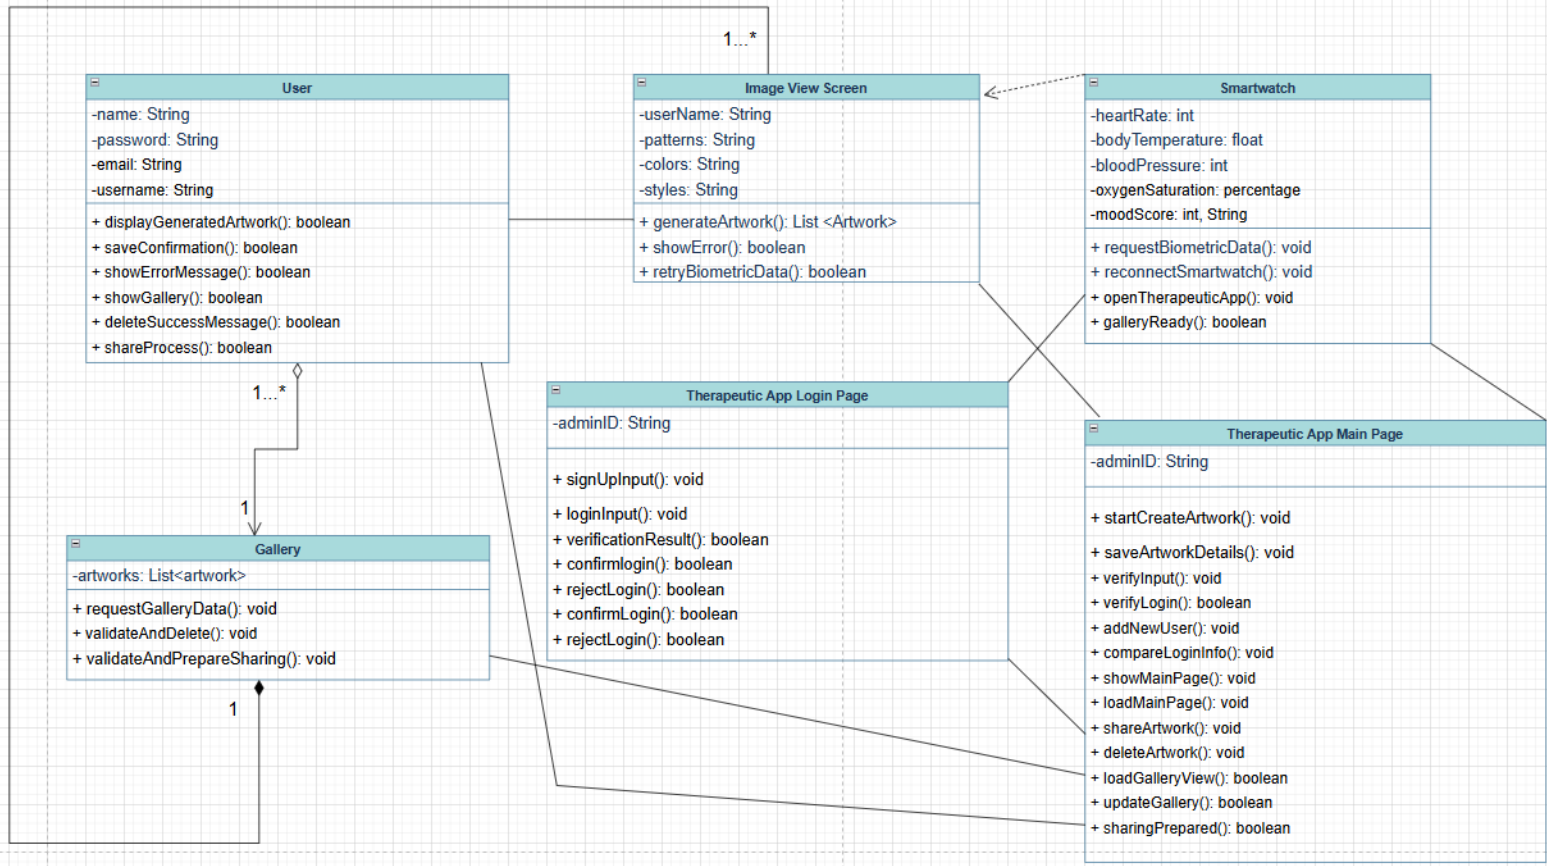 1...*
User
-name: String
-password: String
-email: String
-username: String
+ displayGeneratedArtwork(): boolean
+ saveConfirmation(): boolean
+ showErrorMessage(): boolean
+ showGallery(): boolean
+ deleteSuccessMessage(): boolean
+ shareProcess(): boolean
Image View Screen
-userName: String
-patterns: String
-colors: String
-styles: String
+ generateArtwork(): List <Artwork>
+ showError(): boolean
+ retryBiometricData(): boolean
Smartwatch
-heartRate: int
-bodyTemperature: float
-bloodPressure: int
-oxygenSaturation: percentage
-moodScore: int, String
+ requestBiometricData(): void
+ reconnectSmartwatch(): void
+ openTherapeuticApp(): void
+ galleryReady(): boolean
1...*
1
Gallery
-artworks: List<artwork>
+ requestGalleryData(): void
+ validateAndDelete(): void
+ validateAndPrepareSharing(): void
1
Therapeutic App Login Page
-adminID: String
+ signUpInput(): void
+ loginInput(): void
+ verificationResult(): boolean
+ confirmlogin(): boolean
+ rejectLogin(): boolean
+ confirmLogin(): boolean
+ rejectLogin(): boolean
Therapeutic App Main Page
-adminID: String
+ startCreateArtwork(): void
+ saveArtworkDetails(): void
+ verifyInput(): void
+ verifyLogin(): boolean
+ addNewUser(): void
+ compareLoginInfo(): void
+ showMainPage(): void
+ loadMainPage(): void
+ shareArtwork(): void
+ deleteArtwork(): void
+ loadGalleryView(): boolean
+ updateGallery(): boolean
+ sharingPrepared(): boolean